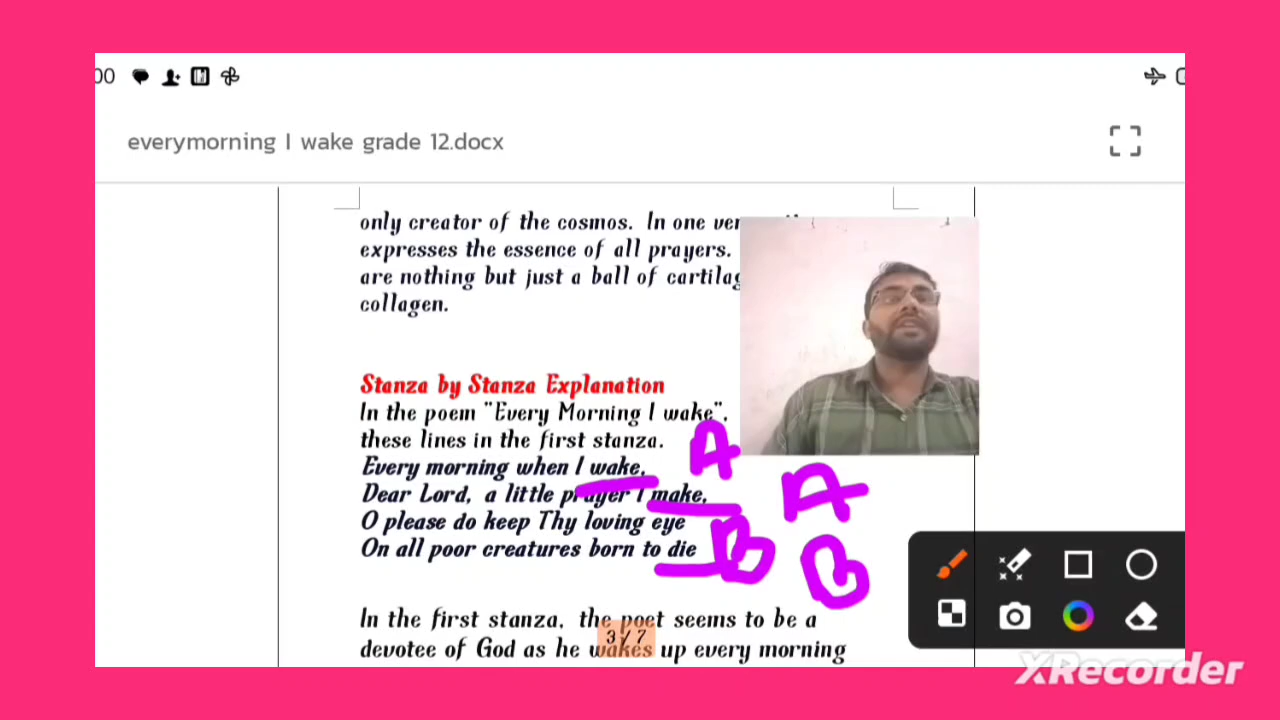 00
everymorning I wake grade 12.docx
only creator of the cosmos. In one
expresses the essence of all prayers.
are nothing but just a ball of
collagen.
Stanza by Stanza Explanation
In the poem "Every Morning I wake",
these lines in the first stanza.
Every morning when I wake,
A
Dear Lord, a little prayer I make,
A
O please do keep Thy loving eye
B
On all poor creatures born to die
B
In the first stanza, the poet seems to be a
3 / 7
devotee of God as he wakes up every morning
XRecorder